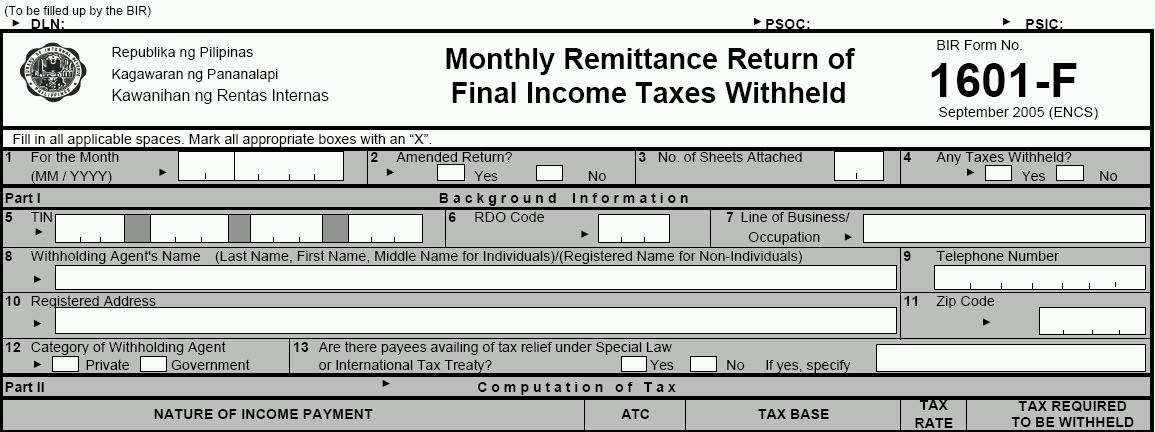 (To be filled up by the BIR)
DLN: PSOC: PSIC:
Republika ng Pilipinas
Kagawaran ng Pananalapi
Kawanihan ng Rentas Internas
Monthly Remittance Return of
Final Income Taxes Withheld
BIR Form No.
1601-F
September 2005 (ENCS)
Fill in all applicable spaces. Mark all appropriate boxes with an “X”.
1 For the Month
(MM / YYYY)
2 Amended Return?
Yes No
3 No. of Sheets Attached
4 Any Taxes Withheld?
Yes No
Part I Background Information
5 TIN
6 RDO Code
7 Line of Business/
Occupation
8 Withholding Agent's Name (Last Name, First Name, Middle Name for Individuals)/(Registered Name for Non-Individuals)
9 Telephone Number
10 Registered Address
11 Zip Code
12 Category of Withholding Agent
Private Government
13 Are there payees availing of tax relief under Special Law
or International Tax Treaty? Yes No If yes, specify
Part II Computation of Tax
NATURE OF INCOME PAYMENT ATC TAX BASE
TAX
RATE
TAX REQUIRED
TO BE WITHHELD